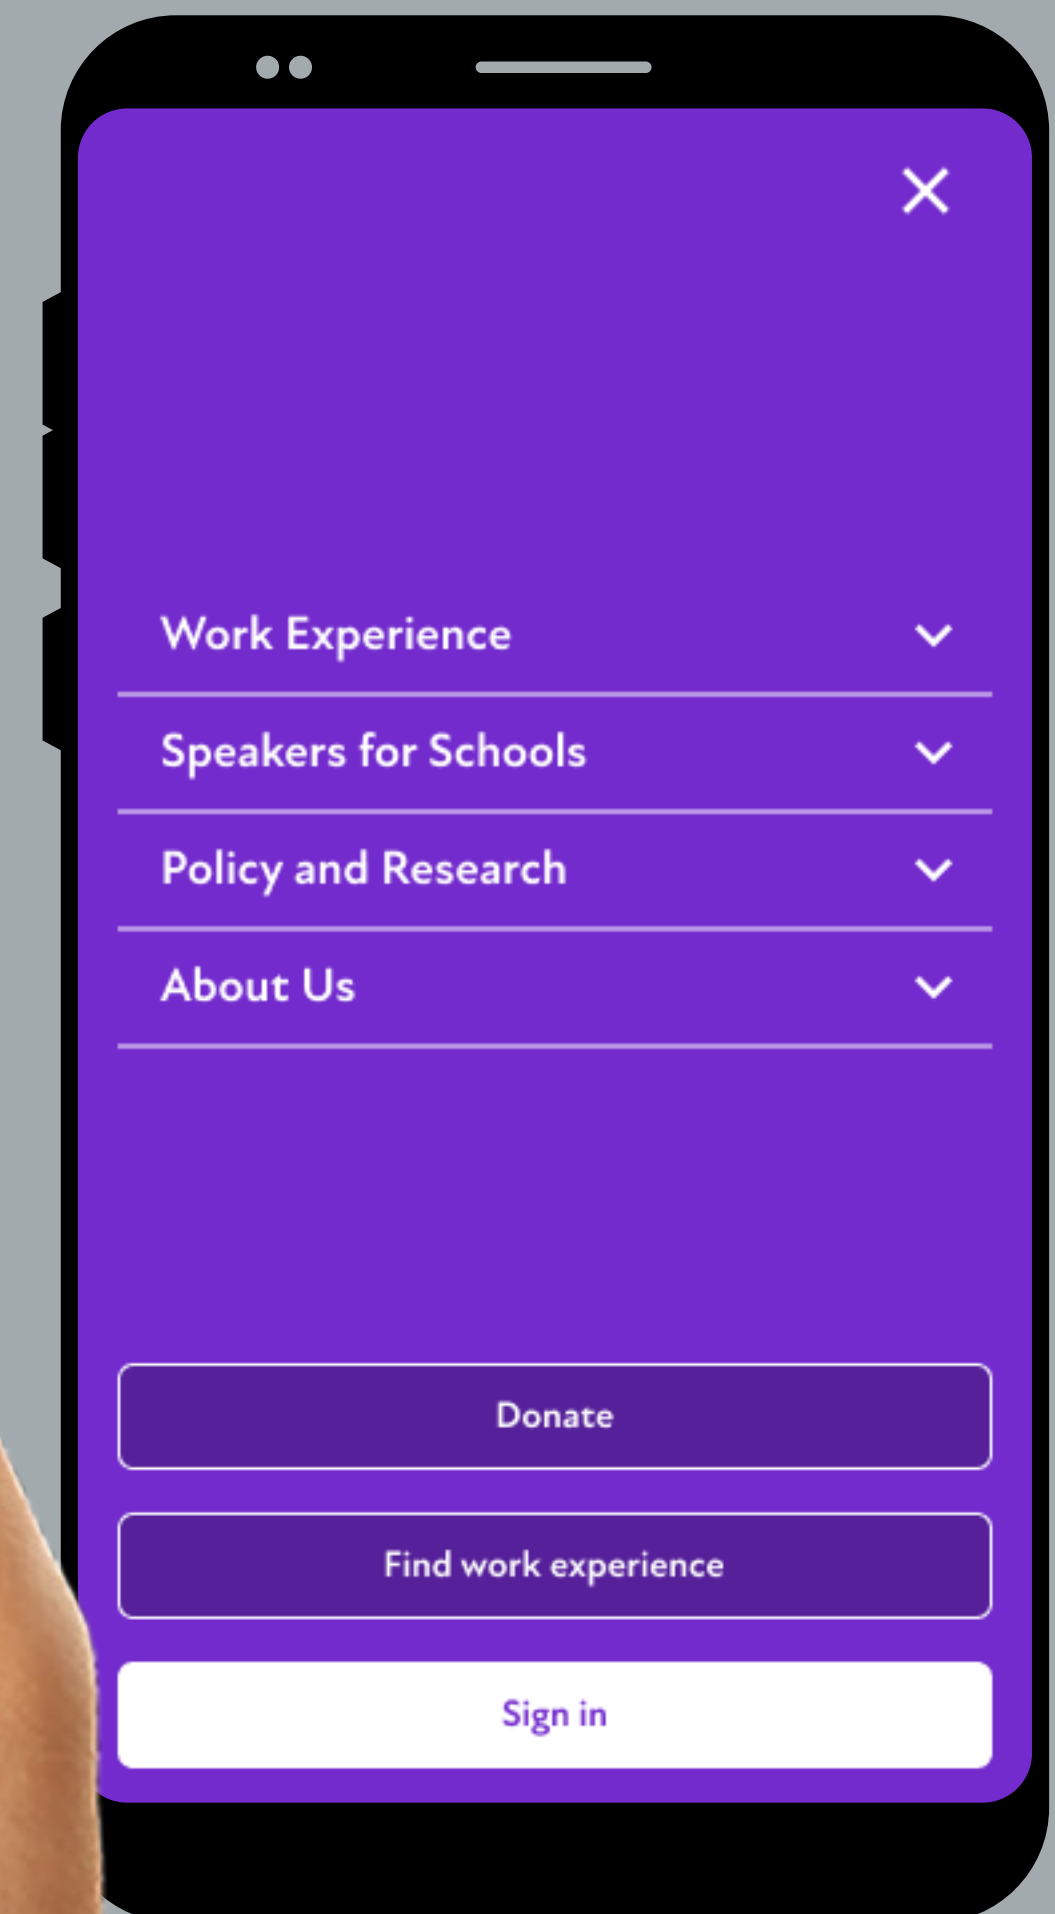 Work Experience
Speakers for Schools
Policy and Research
About Us
Donate
Find work experience
Sign in